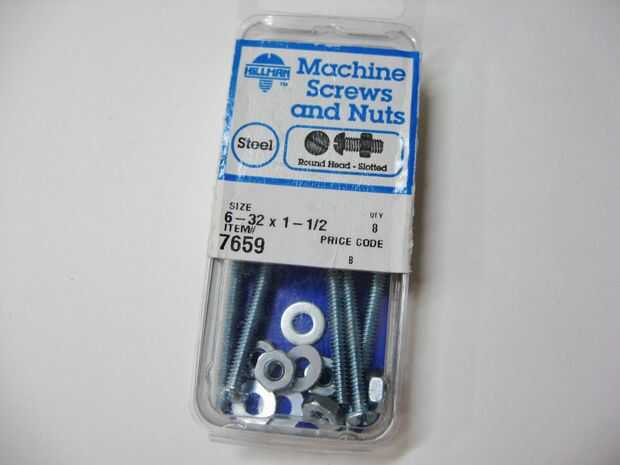 HILLMAN
TM
Machine
Screws
and Nuts
Steel
Round Head - Slotted
SIZE
QTY
6-32 x 1-1/2
8
ITEM#
PRICE CODE
7659
B